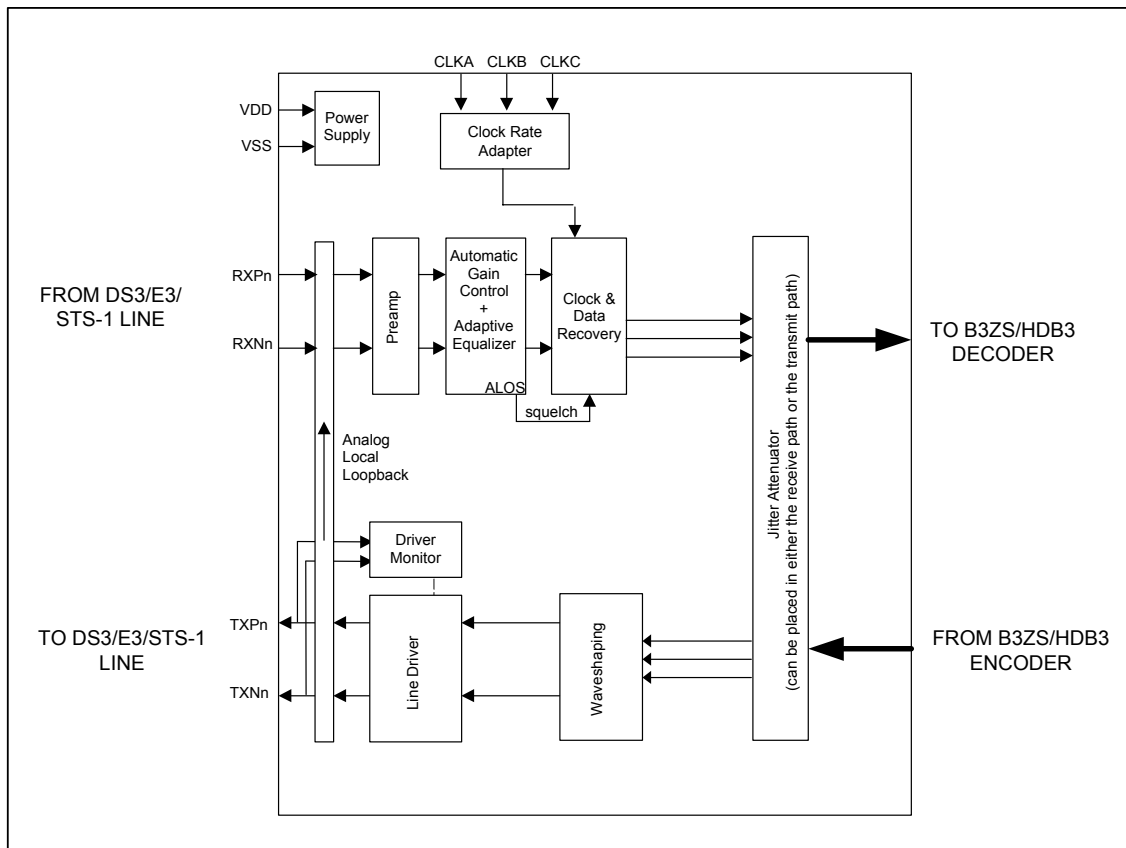 CLKA CLKB CLKC
VDD
VSS
Power
Supply
Clock Rate
Adapter
FROM DS3/E3/
STS-1 LINE
RXPn
RXNn
Preamp
Automatic
Gain
Control
+
Adaptive
Equalizer
ALOS
squelch
Clock &
Data
Recovery
Jitter Attenuator
(can be placed in either the receive path or the transmit path)
TO B3ZS/HDB3
DECODER
Analog
Local
Loopback
Driver
Monitor
TO DS3/E3/STS-1
LINE
TXPn
TXNn
Line Driver
Waveshaping
FROM B3ZS/HDB3
ENCODER